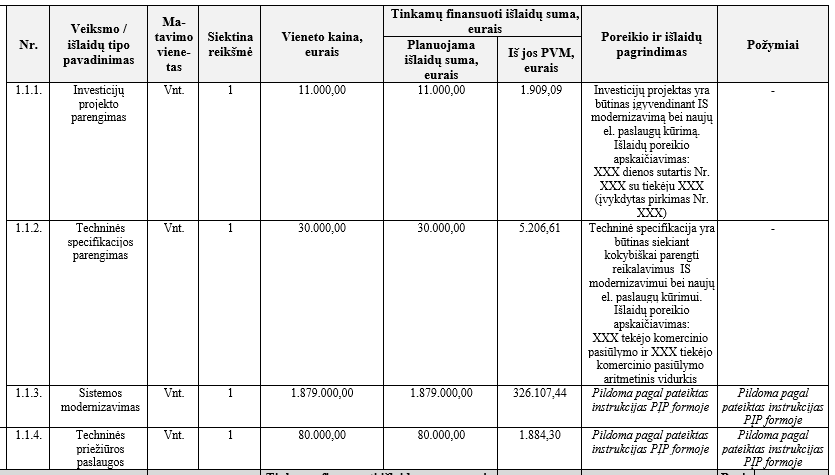 Nr.
Veiksmo /
išlaidų tipo
pavadinimas
Ma-
tavimo
viene-
tas
Siektina
reikšmė
Vieneto kaina,
eurais
Tinkamų finansuoti išlaidų suma,
eurais
Planuojama
išlaidų suma,
eurais
Iš jos PVM,
eurais
Poreikio ir išlaidų
pagrindimas
Požymiai
1.1.1.
Investicijų
projekto
parengimas
Vnt.
1
11.000,00
11.000,00
1.909,09
Investicijų projektas yra
būtinas įgyvendinant IS
modernizavimą bei naujų
el. paslaugų kūrimą.
Išlaidų poreikio
apskaičiavimas:
XXX dienos sutartis Nr.
XXX su tiekėju XXX
(įvykdytas pirkimas Nr.
XXX)
-
1.1.2.
Techninės
specifikacijos
parengimas
Vnt.
1
30.000,00
30.000,00
5.206,61
Techninė specifikacija yra
būtinas siekiant
kokybiškai parengti
reikalavimus IS
modernizavimui bei naujų
el. paslaugų kūrimui.
Išlaidų poreikio
apskaičiavimas:
XXX tekėjo komercinio
pasiūlymo ir XXX tiekėjo
komercinio pasiūlymo
aritmetinis vidurkis
-
1.1.3.
Sistemos
modernizavimas
Vnt.
1
1.879.000,00
1.879.000,00
326.107,44
Pildoma pagal pateiktas
instrukcijas PĮP formoje
Pildoma pagal
pateiktas instrukcijas
PĮP formoje
1.1.4.
Techninės
priežiūros
paslaugos
Vnt.
1
80.000,00
80.000,00
1.884,30
Pildoma pagal pateiktas
instrukcijas PĮP formoje
Pildoma pagal
pateiktas instrukcijas
PĮP formoje